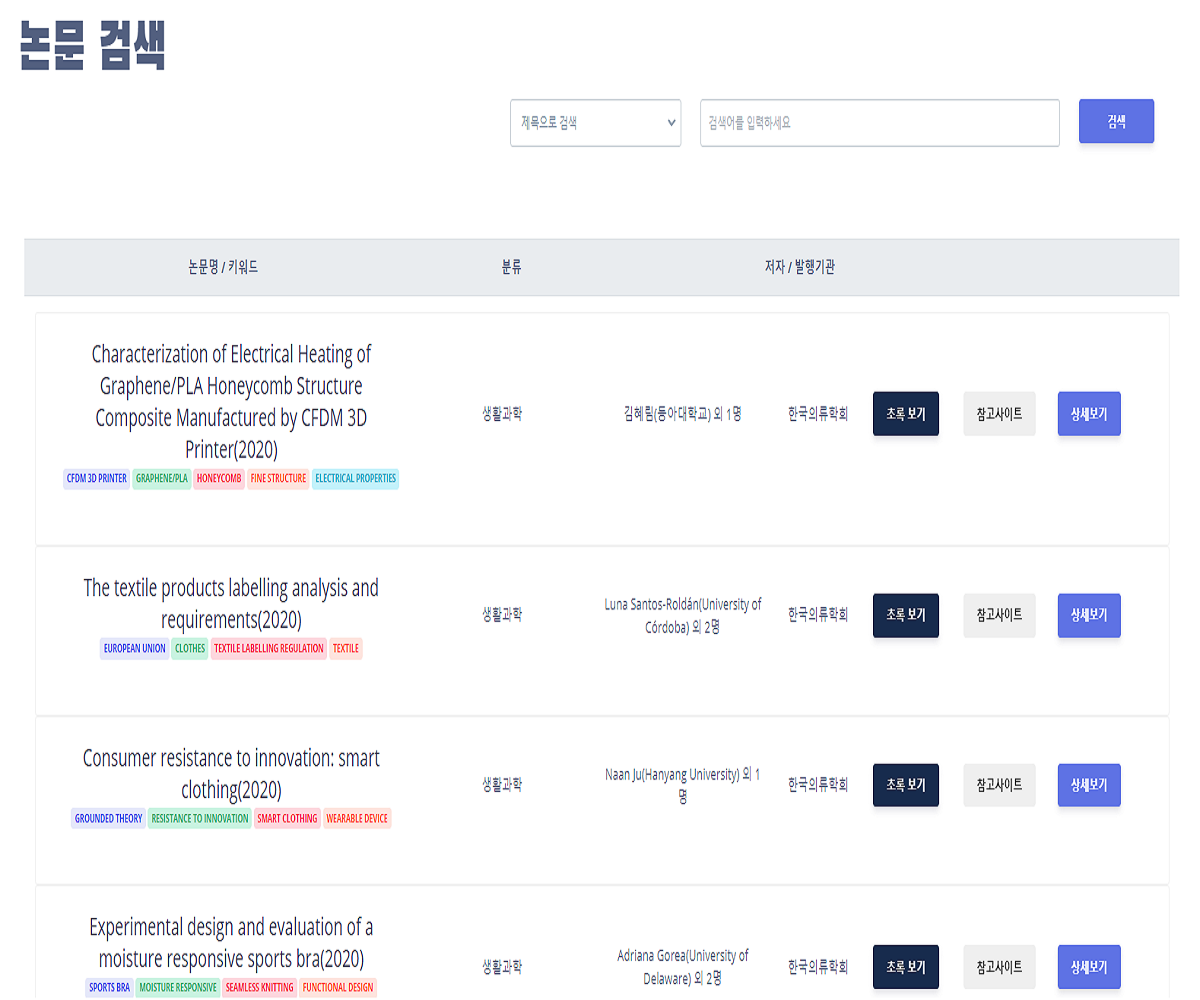 논문 검색
제목으로 검색
검색어를 입력하세요
검색
논문명 / 키워드
분류
저자 / 발행기관
Characterization of Electrical Heating of
Graphene/PLA Honeycomb Structure
Composite Manufactured by CFDM 3D
Printer(2020)
CFDM 3D PRINTER GRAPHENE/PLA HONEYCOMB FINE STRUCTURE ELECTRICAL PROPERTIES
생활과학
김혜림(동아대학교) 외 1명
한국의류학회
초록 보기
참고사이트
상세보기
The textile products labelling analysis and
requirements(2020)
EUROPEAN UNION CLOTHES TEXTILE LABELLING REGULATION TEXTILE
생활과학
Luna Santos-Roldán(University of
Córdoba) 외 2명
한국의류학회
초록 보기
참고사이트
상세보기
Consumer resistance to innovation: smart
clothing(2020)
GROUNDED THEORY RESISTANCE TO INNOVATION SMART CLOTHING WEARABLE DEVICE
생활과학
Naan Ju(Hanyang University) 외 1
명
한국의류학회
초록 보기
참고사이트
상세보기
Experimental design and evaluation of a
moisture responsive sports bra(2020)
SPORTS BRA MOISTURE RESPONSIVE SEAMLESS KNITTING FUNCTIONAL DESIGN
생활과학
Adriana Gorea(University of
Delaware) 외 2명
한국의류학회
초록 보기
참고사이트
상세보기